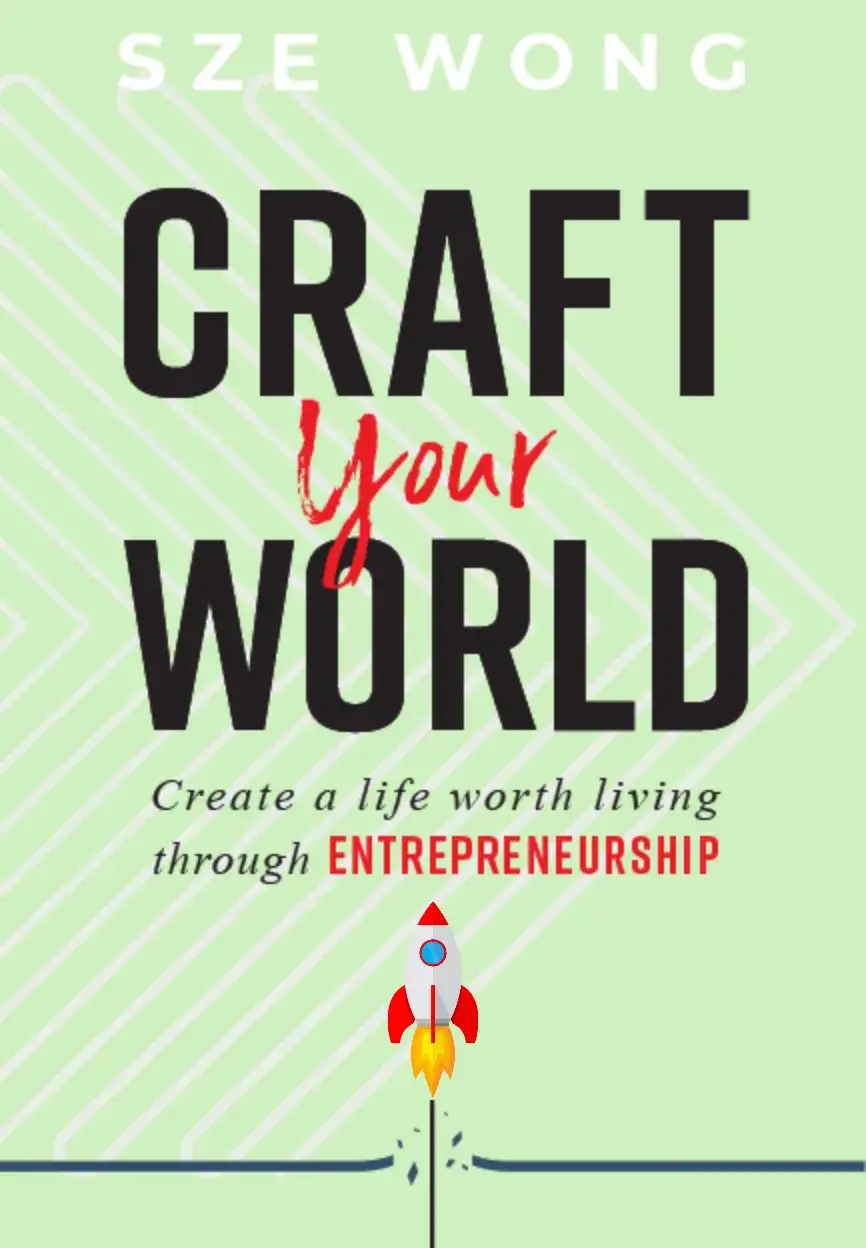 SZE WONG
CRAFT
Your
WORLD
Create a life worth living
through ENTREPRENEURSHIP